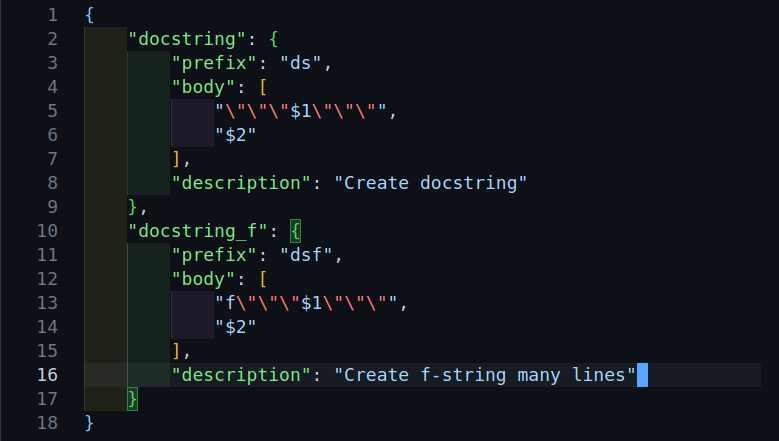 1 {
2     "docstring": {
3         "prefix": "ds",
4         "body": [
5             "\"\"\"$1\"\"\"",
6             "$2"
7         ],
8         "description": "Create docstring"
9     },
10     "docstring_f": {
11         "prefix": "dsf",
12         "body": [
13             "f\"\"\"$1\"\"\"",
14             "$2"
15         ],
16         "description": "Create f-string many lines"
17     }
18 }